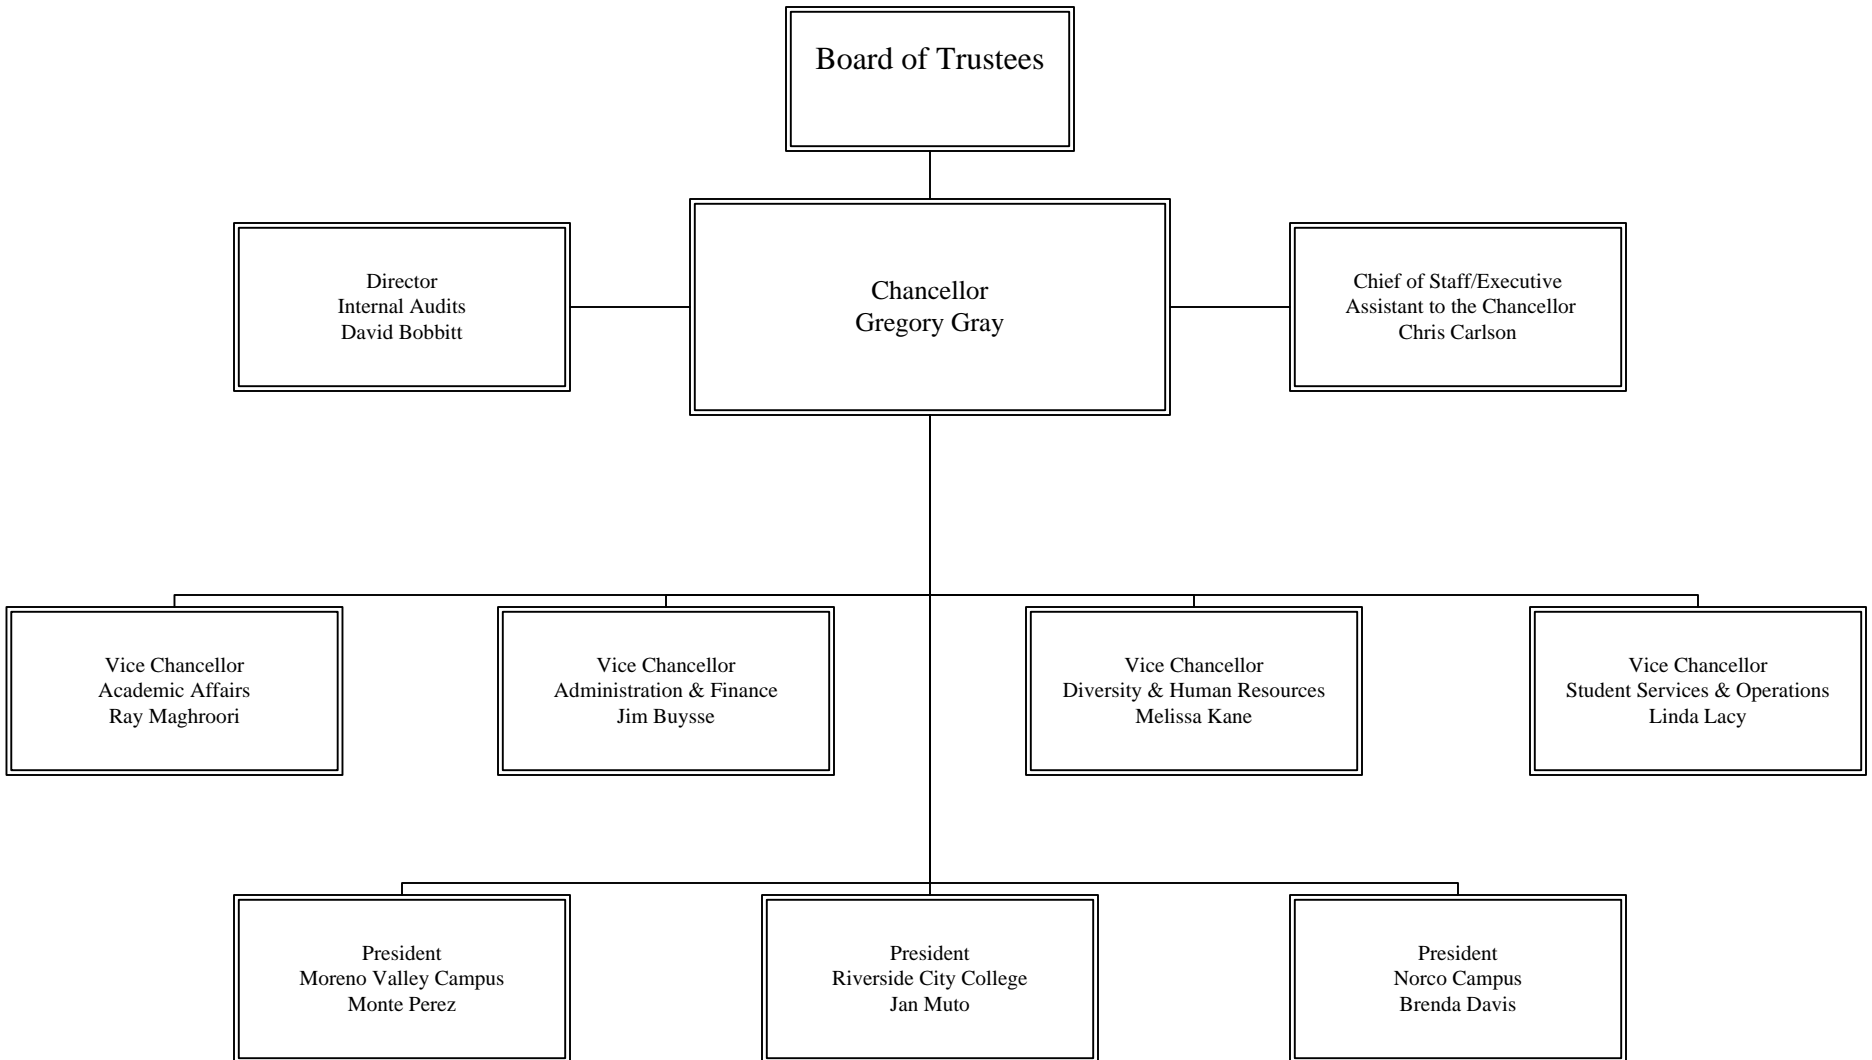 Board of Trustees
Director
Internal Audits
David Bobbitt
Chancellor
Gregory Gray
Chief of Staff/Executive
Assistant to the Chancellor
Chris Carlson
Vice Chancellor
Academic Affairs
Ray Maghroori
Vice Chancellor
Administration & Finance
Jim Buysse
Vice Chancellor
Diversity & Human Resources
Melissa Kane
Vice Chancellor
Student Services & Operations
Linda Lacy
President
Moreno Valley Campus
Monte Perez
President
Riverside City College
Jan Muto
President
Norco Campus
Brenda Davis